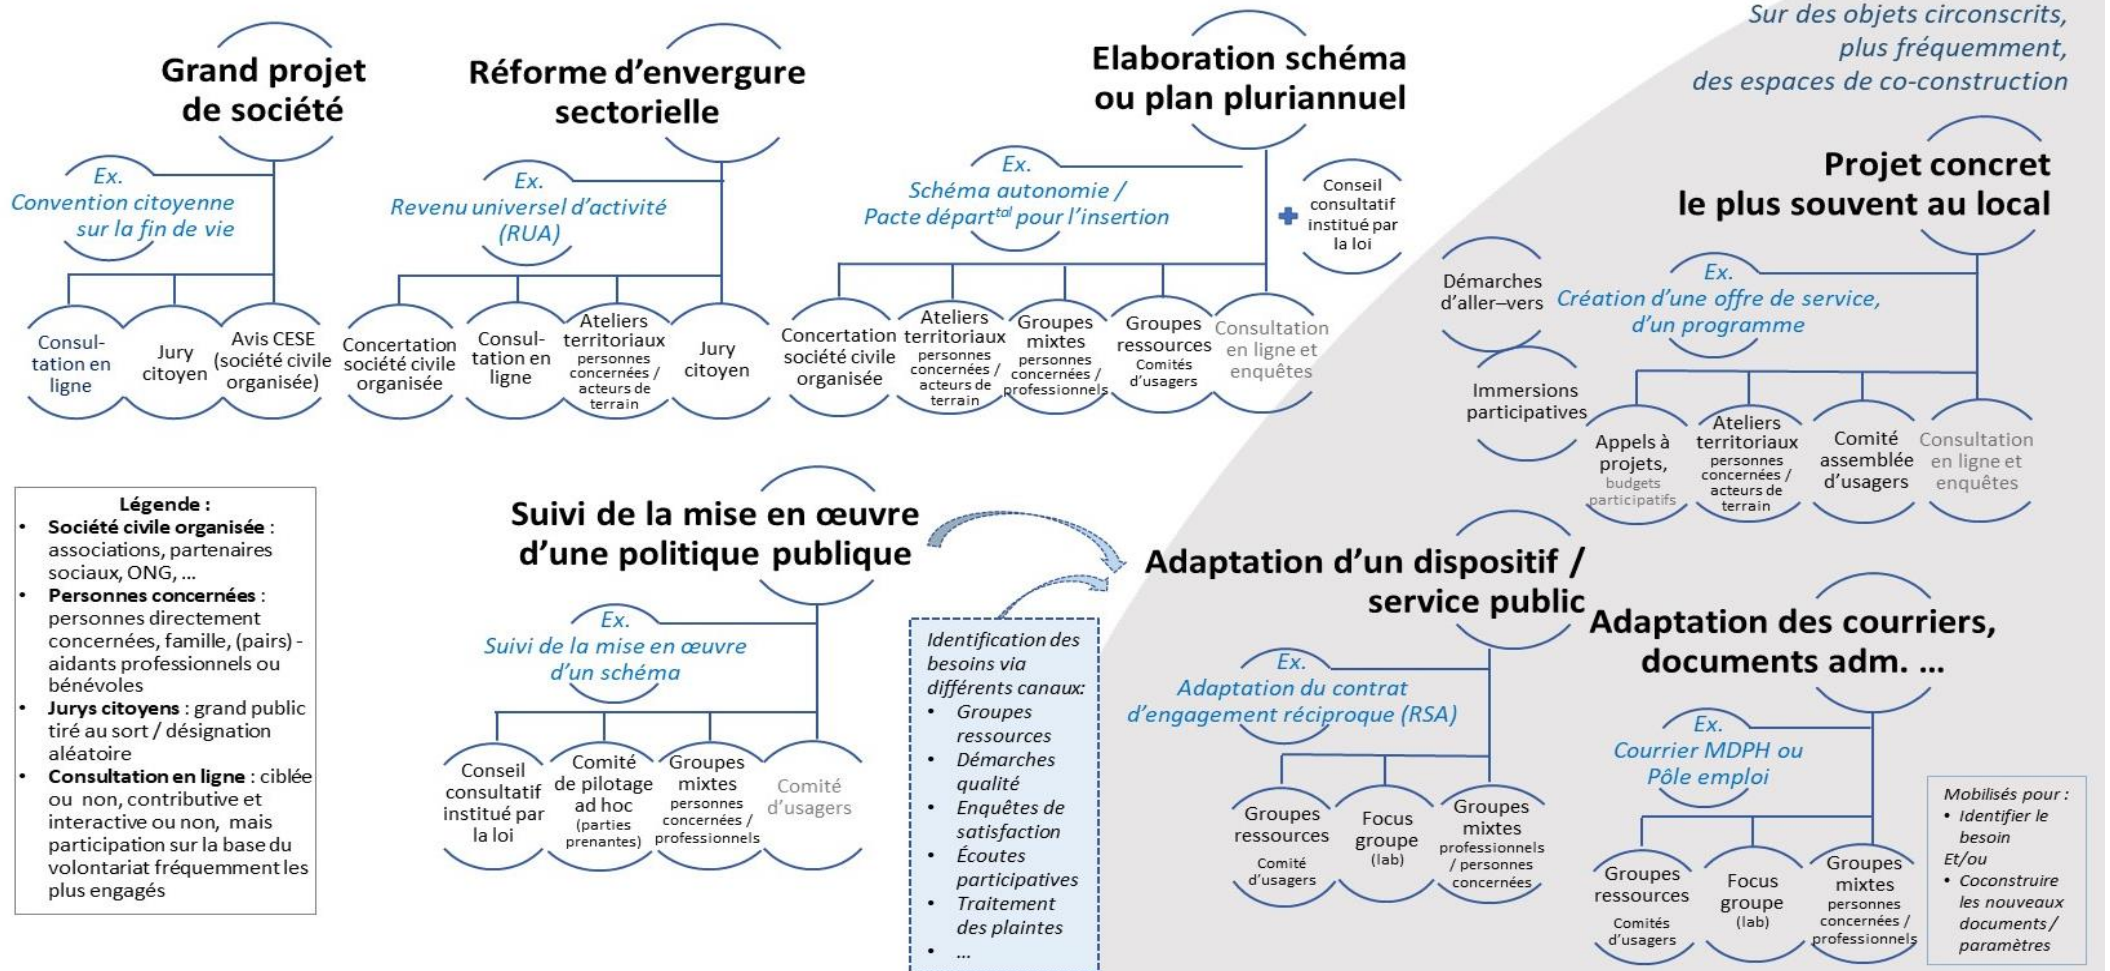 Sur des objets circonscrits,
plus fréquemment,
des espaces de co-construction
Grand projet
de société
Ex.
Convention citoyenne
sur la fin de vie
Consul-
tation en
ligne
Jury
citoyen
Avis CESE
(société civile
organisée)
Réforme d’envergure
sectorielle
Ex.
Revenu universel d’activité
(RUA)
Concertation
société civile
organisée
Consul-
tation en
ligne
Ateliers
territoriaux
personnes
concernées /
acteurs de
terrain
Jury
citoyen
Elaboration schéma
ou plan pluriannuel
Ex.
Schéma autonomie /
Pacte départtal pour l’insertion
Conseil
consultatif
institué par
la loi
Concertation
société civile
organisée
Ateliers
territoriaux
personnes
concernées /
acteurs de
terrain
Groupes
mixtes
personnes
concernées /
professionnels
Groupes
ressources
Comités
d’usagers
Consultation
en ligne et
enquêtes
Projet concret
le plus souvent au local
Démarches
d’aller–vers
Immersions
participatives
Ex.
Création d’une offre de service,
d’un programme
Appels à
projets,
budgets
participatifs
Ateliers
territoriaux
personnes
concernées /
acteurs de
terrain
Comité
assemblée
d’usagers
Consultation
en ligne et
enquêtes
Légende :
• Société civile organisée :
associations, partenaires
sociaux, ONG, ...
• Personnes concernées :
personnes directement
concernées, famille, (pairs) -
aidants professionnels ou
bénévoles
• Jurys citoyens : grand public
tiré au sort / désignation
aléatoire
• Consultation en ligne : ciblée
ou non, contributive et
interactive ou non, mais
participation sur la base du
volontariat fréquemment les
plus engagés
Suivi de la mise en œuvre
d’une politique publique
Ex.
Suivi de la mise en œuvre
d’un schéma
Conseil
consultatif
institué par
la loi
Comité
de pilotage
ad hoc
(parties
prenantes)
Groupes
mixtes
personnes
concernées /
professionnels
Comité
d’usagers
Identification des
besoins via
différents canaux:
• Groupes
ressources
• Démarches
qualité
• Enquêtes de
satisfaction
• Écoutes
participatives
• Traitement
des plaintes
• ...
Adaptation d’un dispositif /
service public
Ex.
Adaptation du contrat
d’engagement réciproque (RSA)
Groupes
ressources
Comité
d’usagers
Focus
groupe
(lab)
Groupes
mixtes
professionnels
/ personnes
concernées
Adaptation des courriers,
documents adm. ...
Ex.
Courrier MDPH ou
Pôle emploi
Groupes
ressources
Comités
d’usagers
Focus
groupe
(lab)
Groupes
mixtes
personnes
concernées /
professionnels
Mobilisés pour :
• Identifier le
besoin
Et/ou
• Coconstruire
les nouveaux
documents /
paramètres